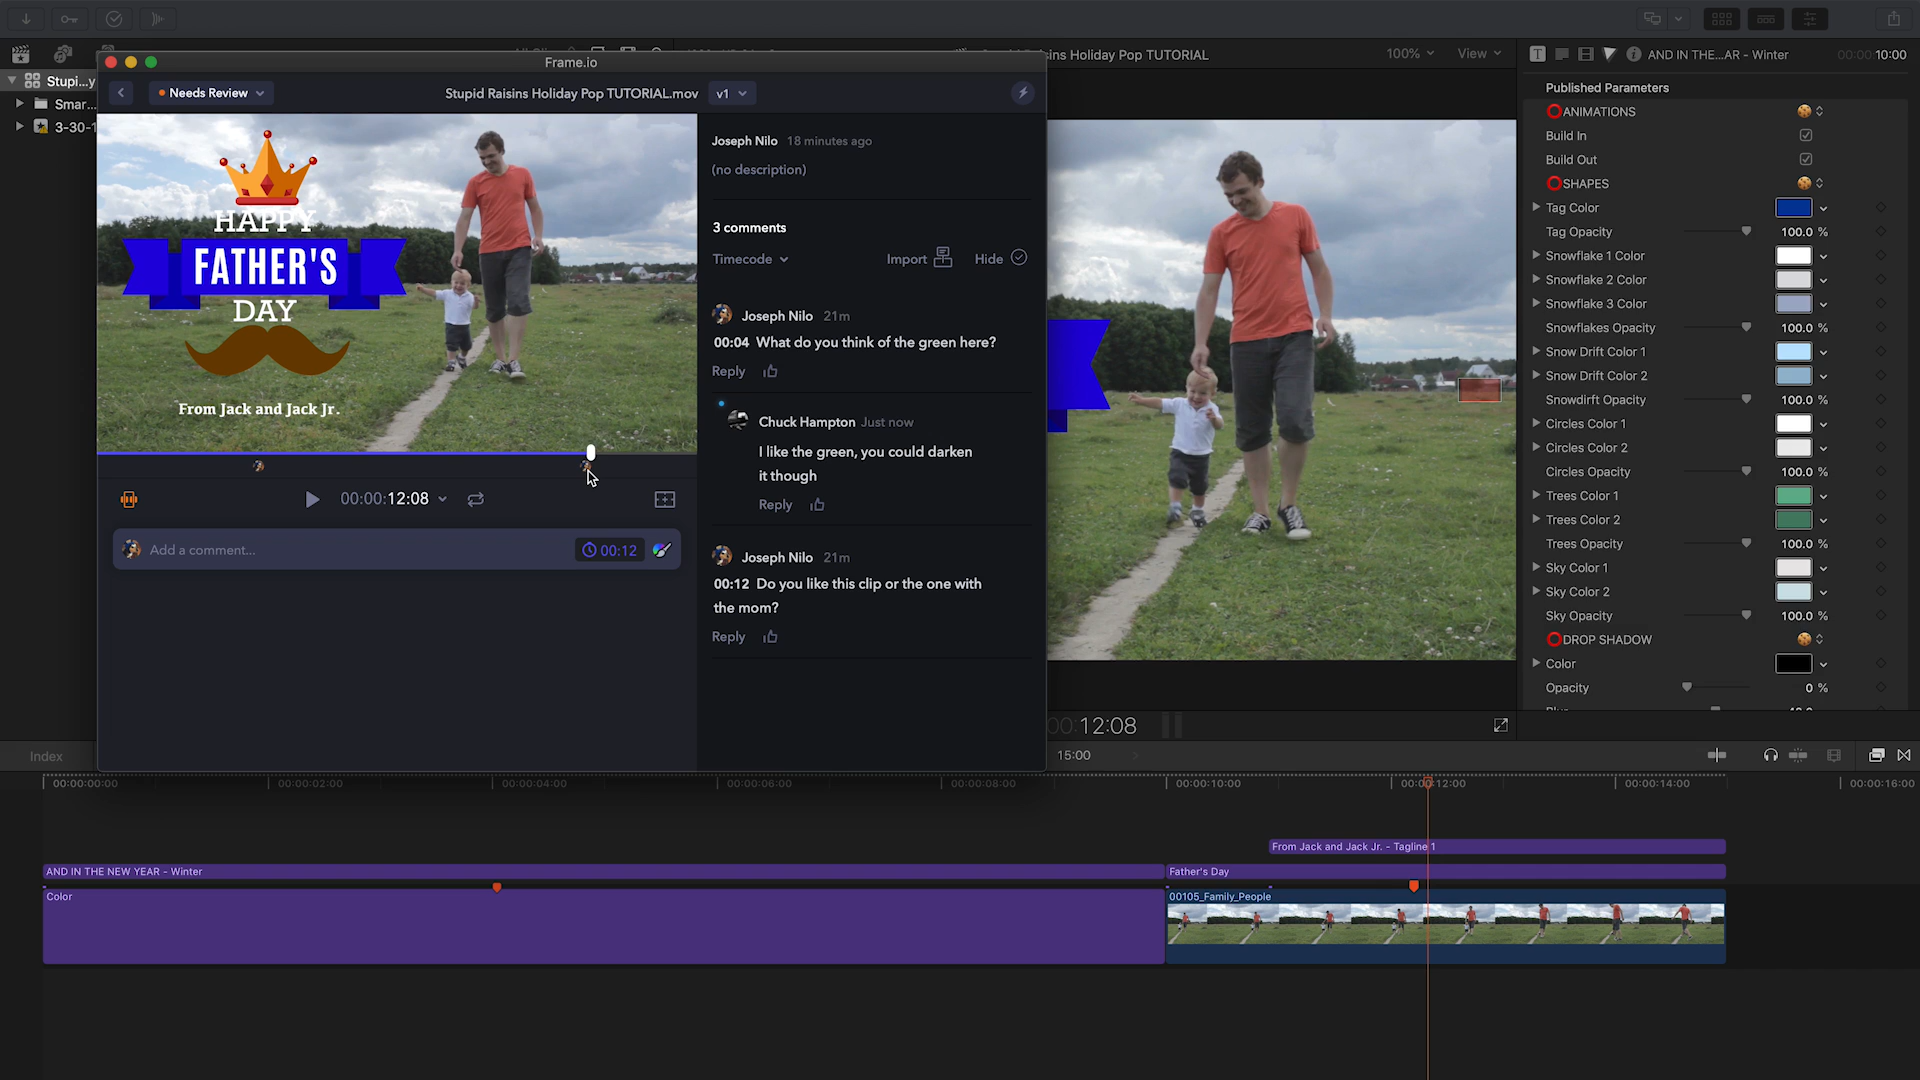 Frame.io
Needs Review
Stupid Raisins Holiday Pop TUTORIAL.mov
v1
HAPPY
FATHER'S
DAY
From Jack and Jack Jr.
00:00:12:08
Add a comment...
00:12
Joseph Nilo 18 minutes ago
(no description)
3 comments
Timecode
Import
Hide
Joseph Nilo 21m
00:04 What do you think of the green here?
Reply
Chuck Hampton Just now
I like the green, you could darken
it though
Reply
Joseph Nilo 21m
00:12 Do you like this clip or the one with
the mom?
Reply
Stupi...y
Smar...
3-30-1
Holiday Pop TUTORIAL
100%
View
:12:08
15:00
AND IN THE...AR - Winter
00:00:10:00
Published Parameters
ANIMATIONS
Build In
Build Out
SHAPES
Tag Color
Tag Opacity 100.0 %
Snowflake 1 Color
Snowflake 2 Color
Snowflake 3 Color
Snowflakes Opacity 100.0 %
Snow Drift Color 1
Snow Drift Color 2
Snowdirft Opacity 100.0 %
Circles Color 1
Circles Color 2
Circles Opacity 100.0 %
Trees Color 1
Trees Color 2
Trees Opacity 100.0 %
Sky Color 1
Sky Color 2
Sky Opacity 100.0 %
DROP SHADOW
Color
Opacity 0 %
Index
00:00:00:00
00:00:02:00
00:00:04:00
00:00:06:00
00:00:08:00
00:00:10:00
00:00:12:00
00:00:14:00
00:00:16:00
From Jack and Jack Jr. - Tagline 1
AND IN THE NEW YEAR - Winter
Father's Day
Color
00105_Family_People